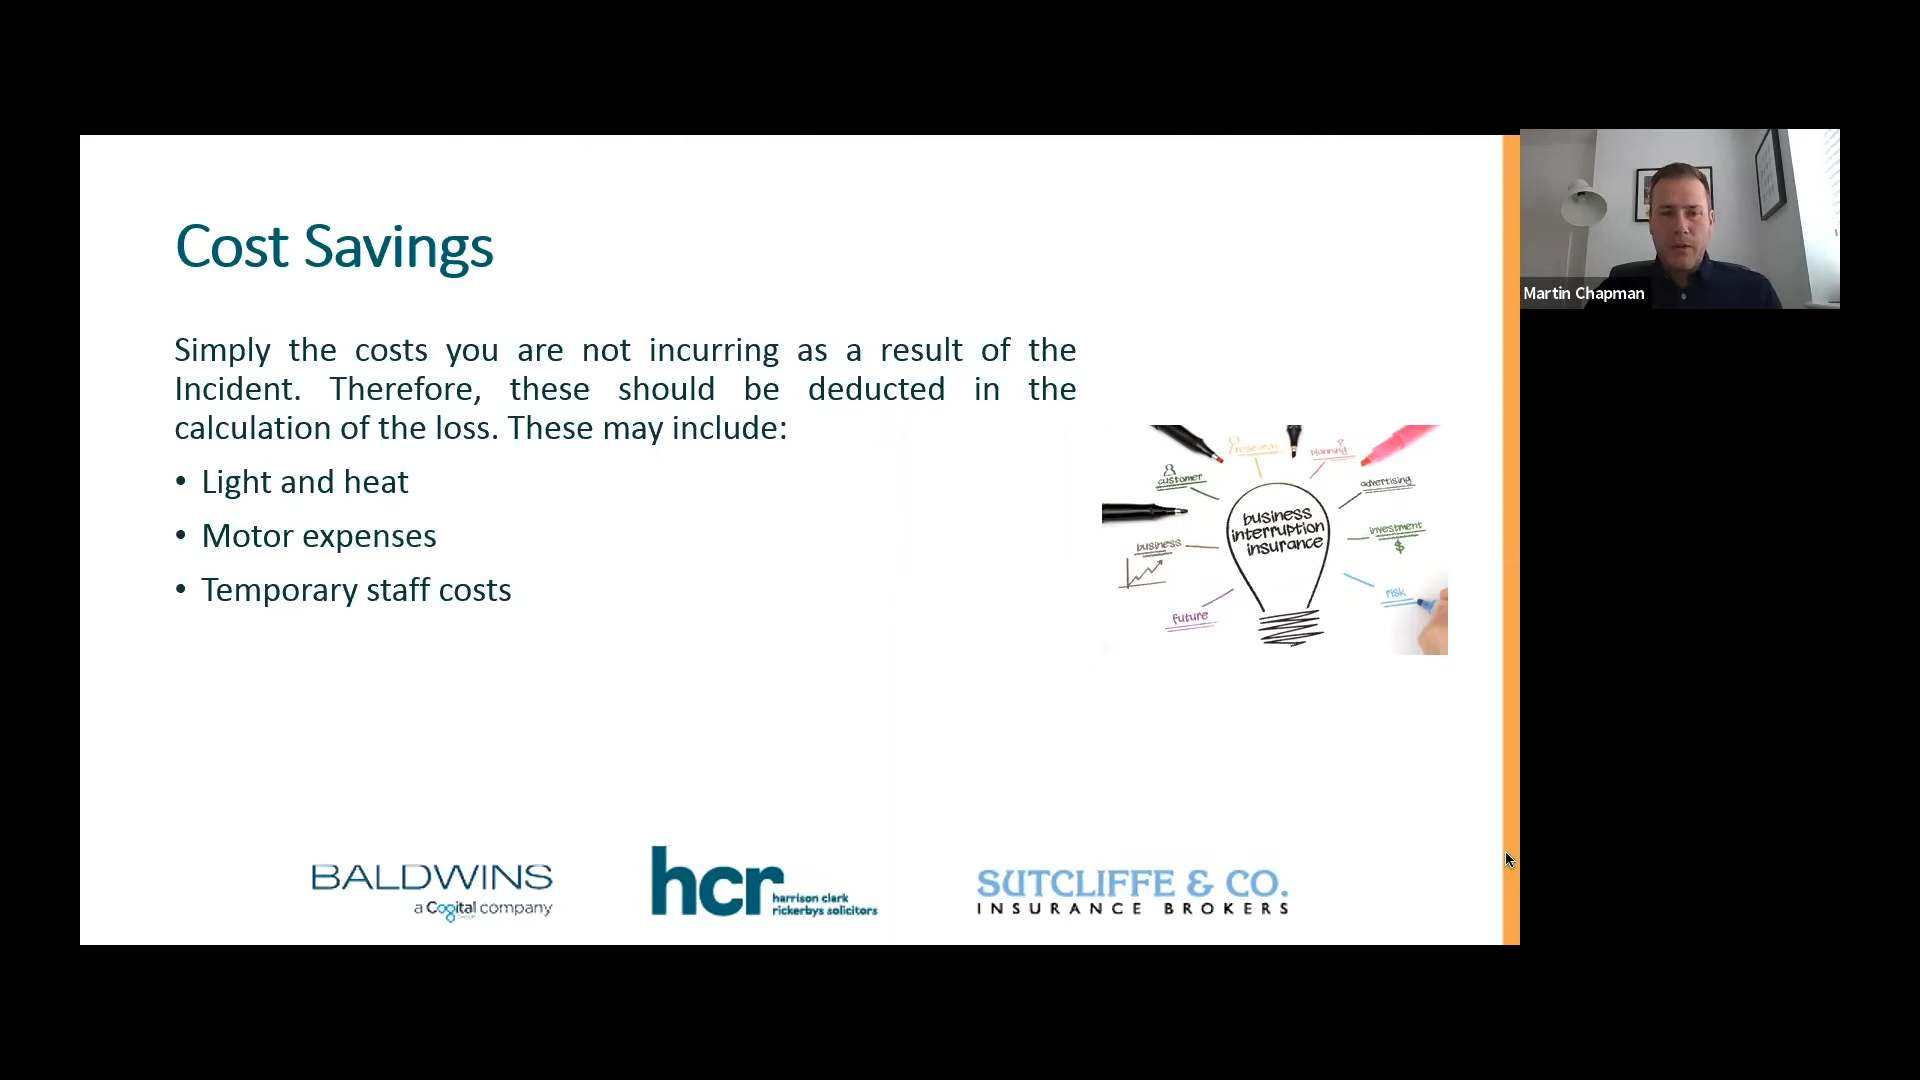 Cost Savings
Simply the costs you are not incurring as a result of the
Incident. Therefore, these should be deducted in the
calculation of the loss. These may include:
• Light and heat
• Motor expenses
• Temporary staff costs
research
planning
customer
advertising
business
interruption
insurance
investment
$
business
risk
future
BALDWINS
a Cogital company
hcr
harrison clark
rickerbys solicitors
SUTCLIFFE & CO.
INSURANCE BROKERS
Martin Chapman